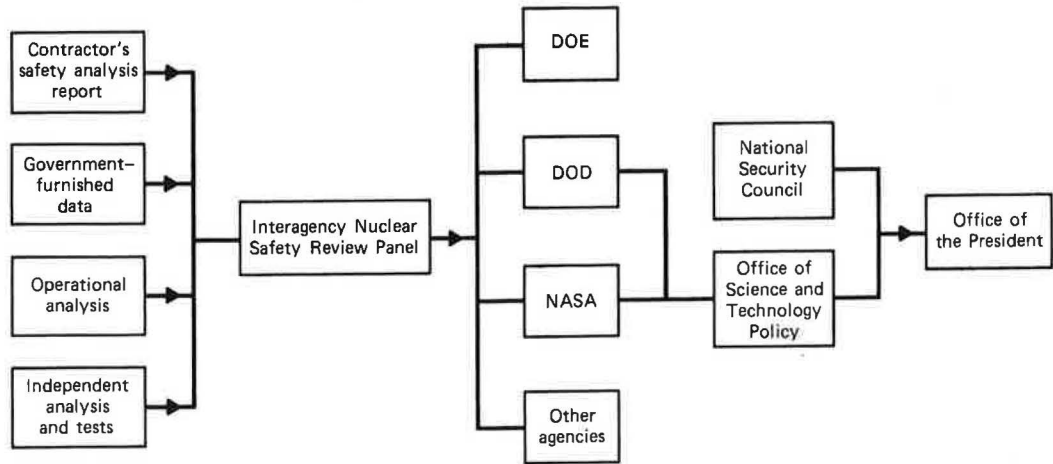 Contractor's
safety analysis
report
Government–
furnished
data
Operational
analysis
Independent
analysis
and tests
Interagency Nuclear
Safety Review Panel
DOE
DOD
NASA
Other
agencies
National
Security
Council
Office of
Science and
Technology
Policy
Office of
the President